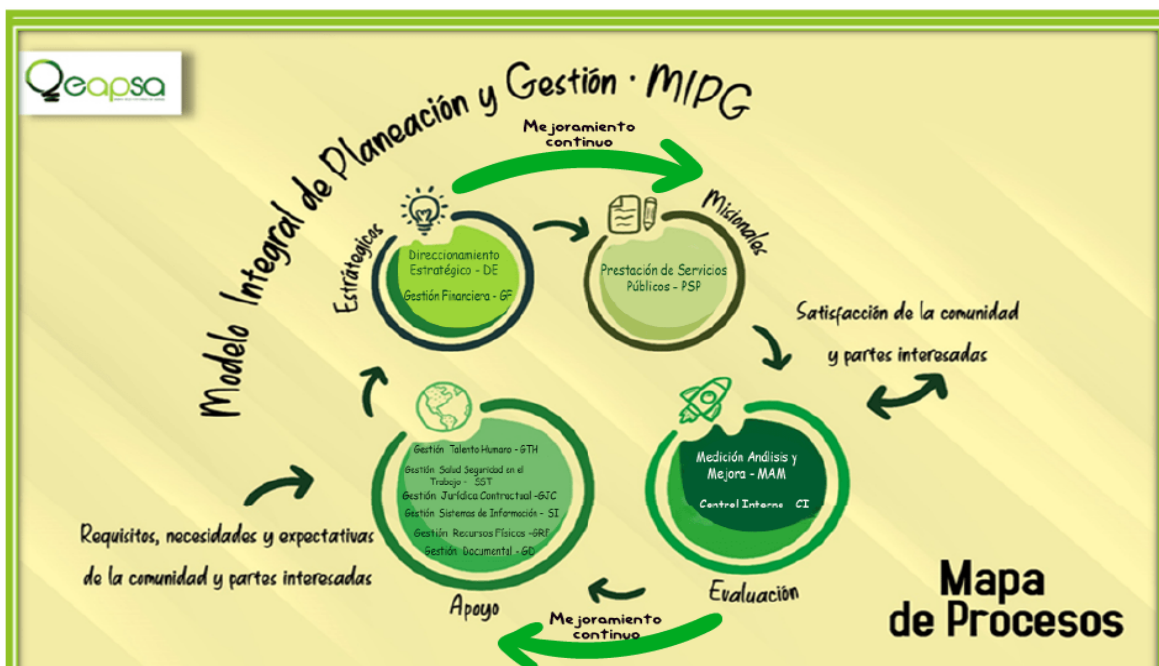 eapsa
Modelo Integral de Planeación y Gestión · MIPG
Mejoramiento
continuo
Estrátegicos
Direccionamiento
Estratégico - DE
Gestión Financiera - GF
Misionales
Prestación de Servicios
Públicos - PSP
Satisfacción de la comunidad
y partes interesadas
Gestión Talento Humano - GTH
Gestión Salud Seguridad en el
Trabajo - SST
Gestión Jurídica Contractual -GJC
Gestión Sistemas de Información - SI
Gestión Recursos Físicos -GRF
Gestión Documental - GD
Apoyo
Medición Análisis y
Mejora - MAM
Control Interno CI
Evaluación
Requisitos, necesidades y expectativas
de la comunidad y partes interesadas
Mejoramiento
continuo
Mapa
de Procesos